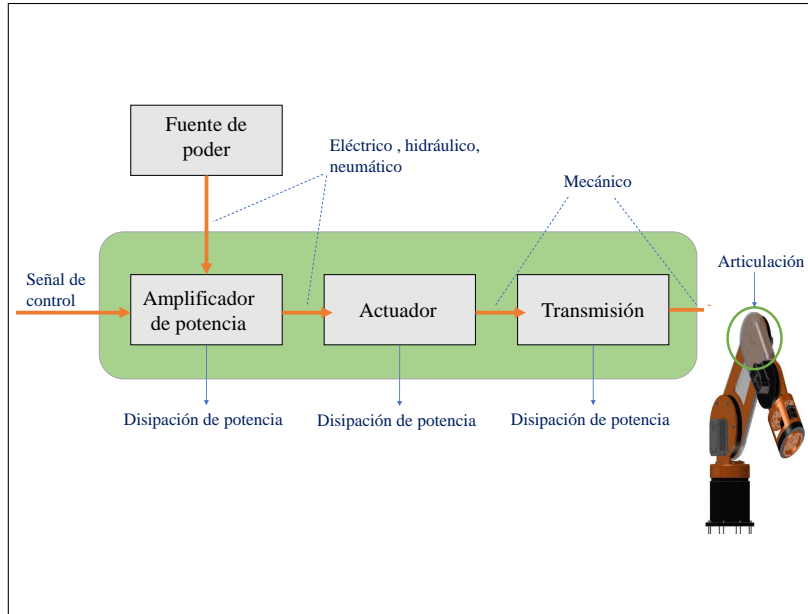 Fuente de
poder
Eléctrico , hidráulico,
neumático
Mecánico
Señal de
control
Amplificador
de potencia
Actuador
Transmisión
Articulación
Disipación de potencia
Disipación de potencia
Disipación de potencia